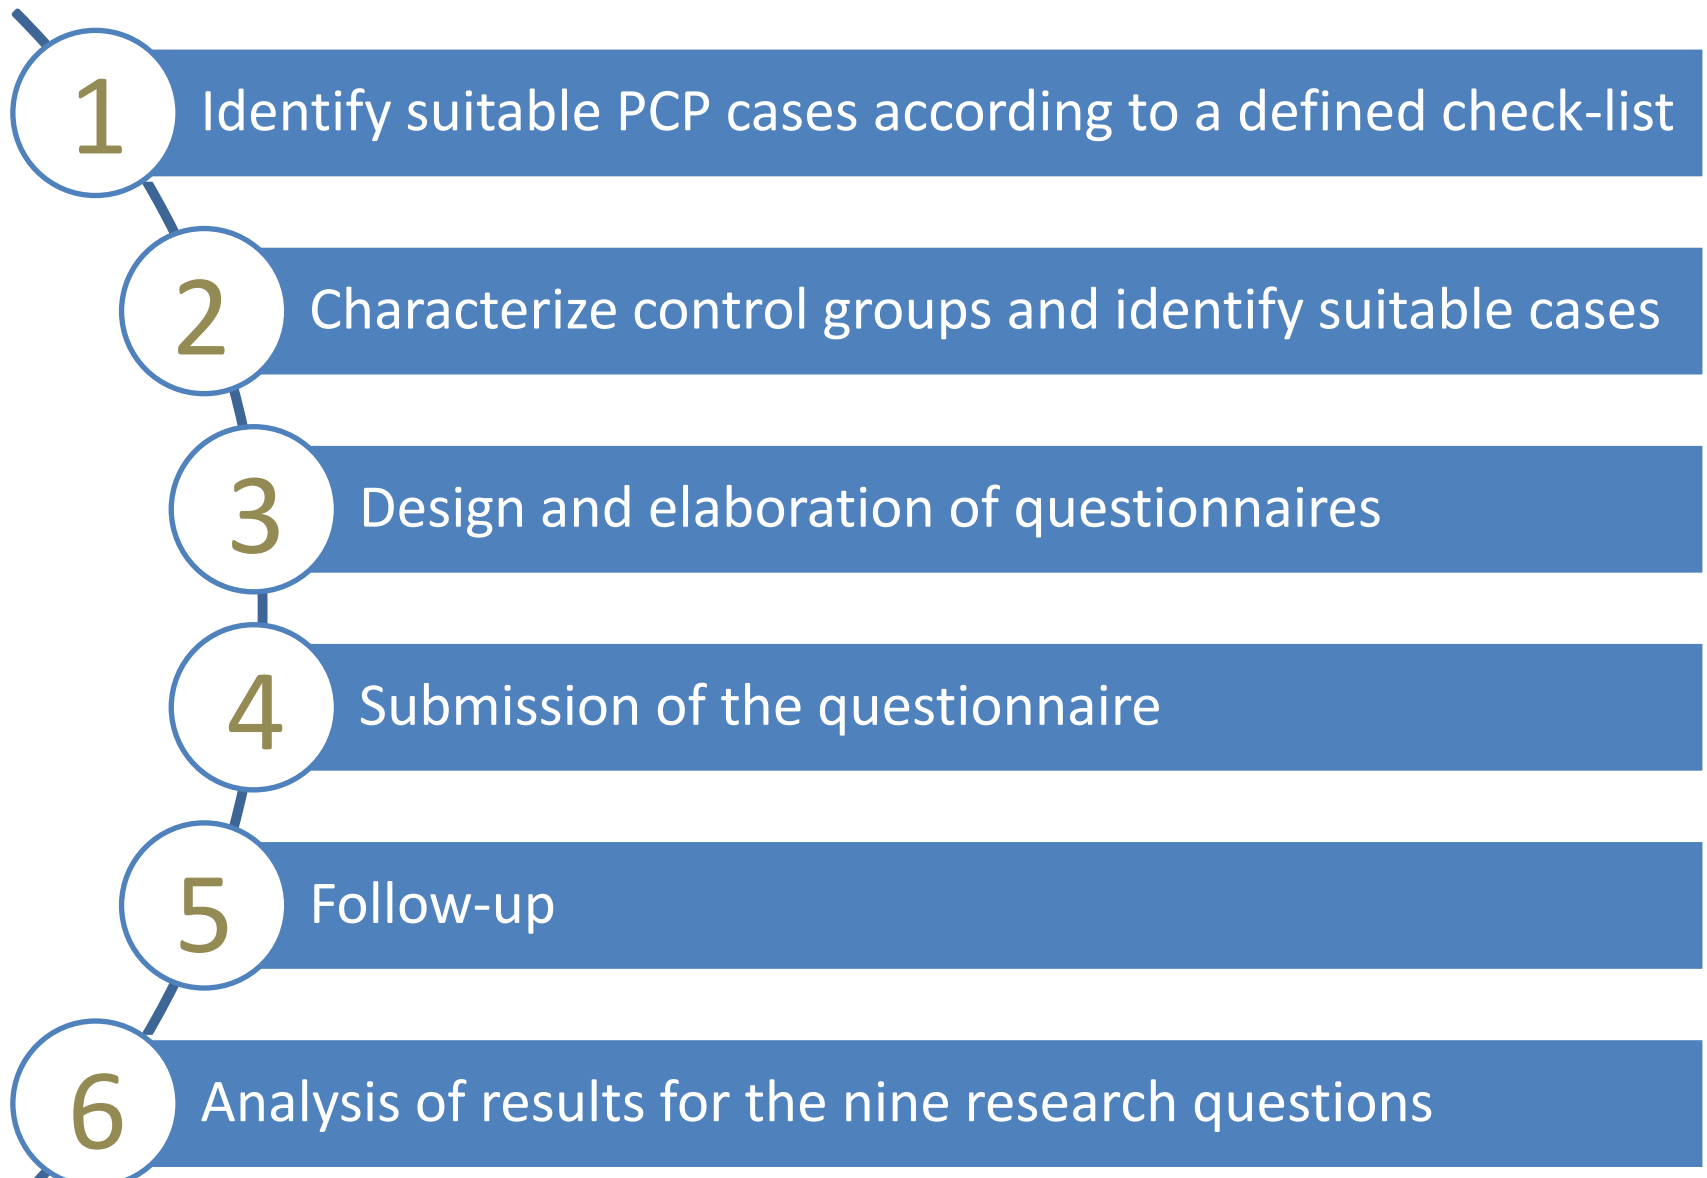 1
Identify suitable PCP cases according to a defined check-list
2
Characterize control groups and identify suitable cases
3
Design and elaboration of questionnaires
4
Submission of the questionnaire
5
Follow-up
6
Analysis of results for the nine research questions